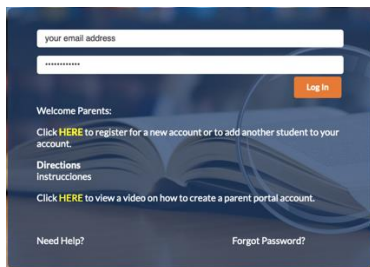 your email address
••••••••••••
Log In
Welcome Parents:
Click HERE to register for a new account or to add another student to your
account.
Directions
instrucciones
Click HERE to view a video on how to create a parent portal account.
Need Help? Forgot Password?